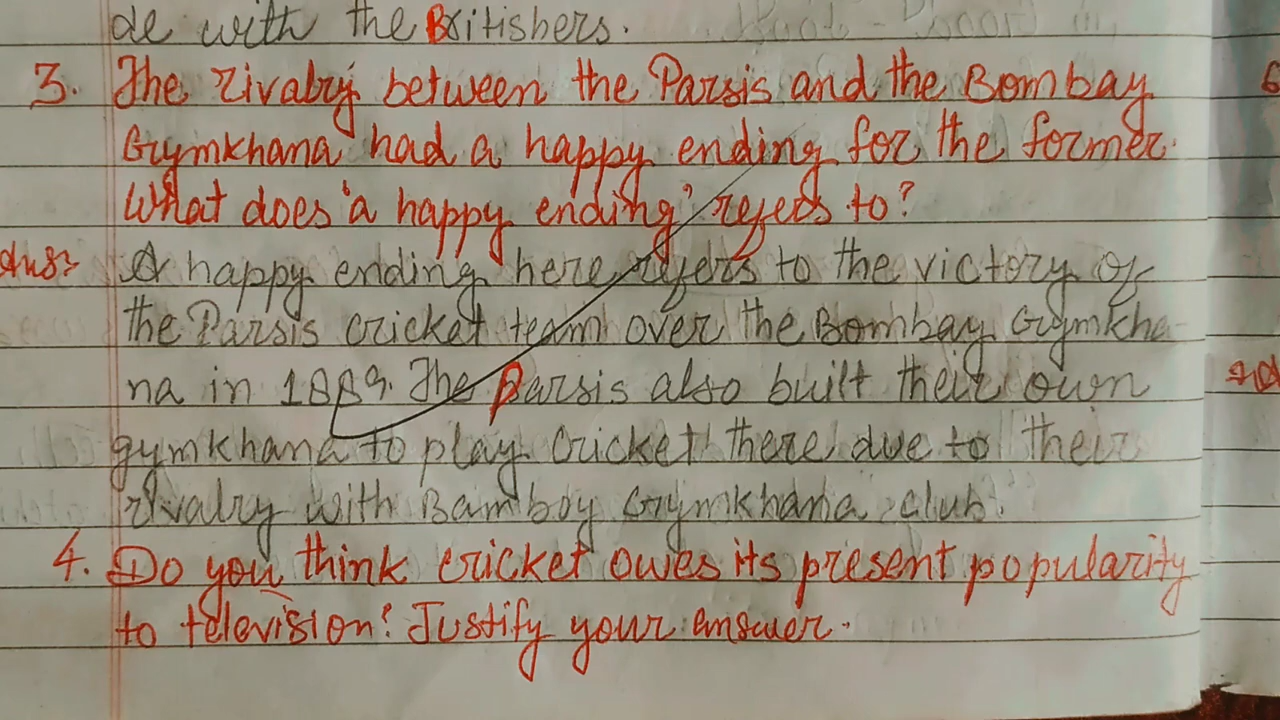 de with the Britishers.
3. The rivalry between the Parsis and the Bombay
Gymkhana had a happy ending for the former.
What does 'a happy ending' refers to?
Ans:- A happy ending here refers to the victory of
the Parsis cricket team over the Bombay Gymkha-
na in 1889. The Parsis also built their own
gymkhana to play cricket there due to their
rivalry with Bamboy Gymkhana club.
4. Do you think cricket owes its present popularity
to television? Justify your answer.